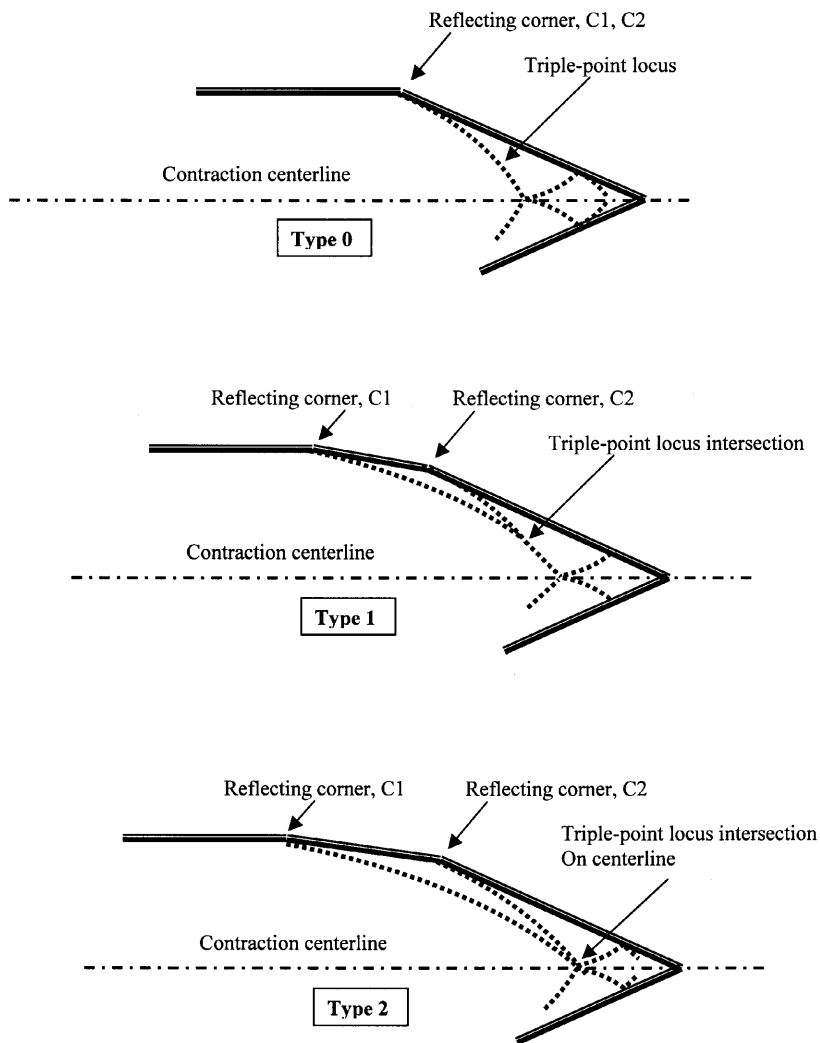 Reflecting corner, C1, C2
Triple-point locus
Contraction centerline
Type 0
Reflecting corner, C1
Reflecting corner, C2
Triple-point locus intersection
Contraction centerline
Type 1
Reflecting corner, C1
Reflecting corner, C2
Triple-point locus intersection
On centerline
Contraction centerline
Type 2